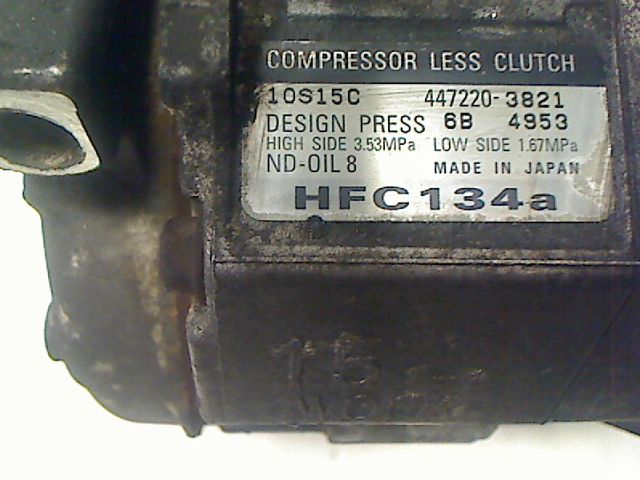 COMPRESSOR LESS CLUTCH
10S15C 447220-3821
DESIGN PRESS 6B 4953
HIGH SIDE 3.53MPa LOW SIDE 1.67MPa
ND-OIL 8 MADE IN JAPAN
HFC134a
15